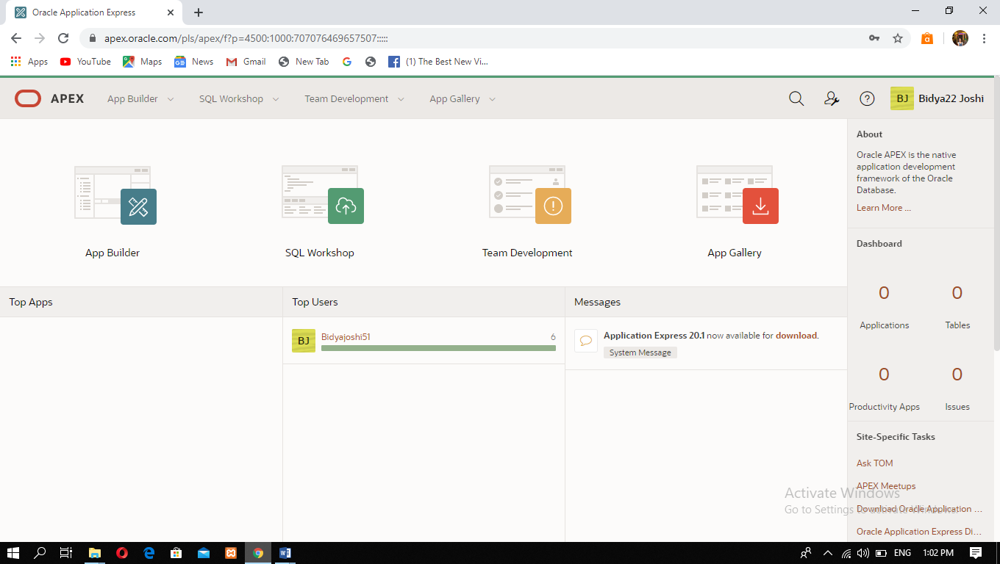 Oracle Application Express
apex.oracle.com/pls/apex/f?p=4500:1000:707076469657507:::::
Apps YouTube Maps News Gmail New Tab (1) The Best New Vi...
APEX App Builder SQL Workshop Team Development App Gallery BJ Bidya22 Joshi
App Builder SQL Workshop Team Development App Gallery
Top Apps
Top Users
BJ Bidyajoshi51 6
Messages
Application Express 20.1 now available for download.
System Message
About
Oracle APEX is the native
application development
framework of the Oracle
Database.
Learn More ...
Dashboard
0 0
Applications Tables
0 0
Productivity Apps Issues
Site-Specific Tasks
Ask TOM
APEX Meetups
Download Oracle Application ...
Oracle Application Express Di...
Activate Windows
Go to Settings to activate Windows.
ENG 1:02 PM